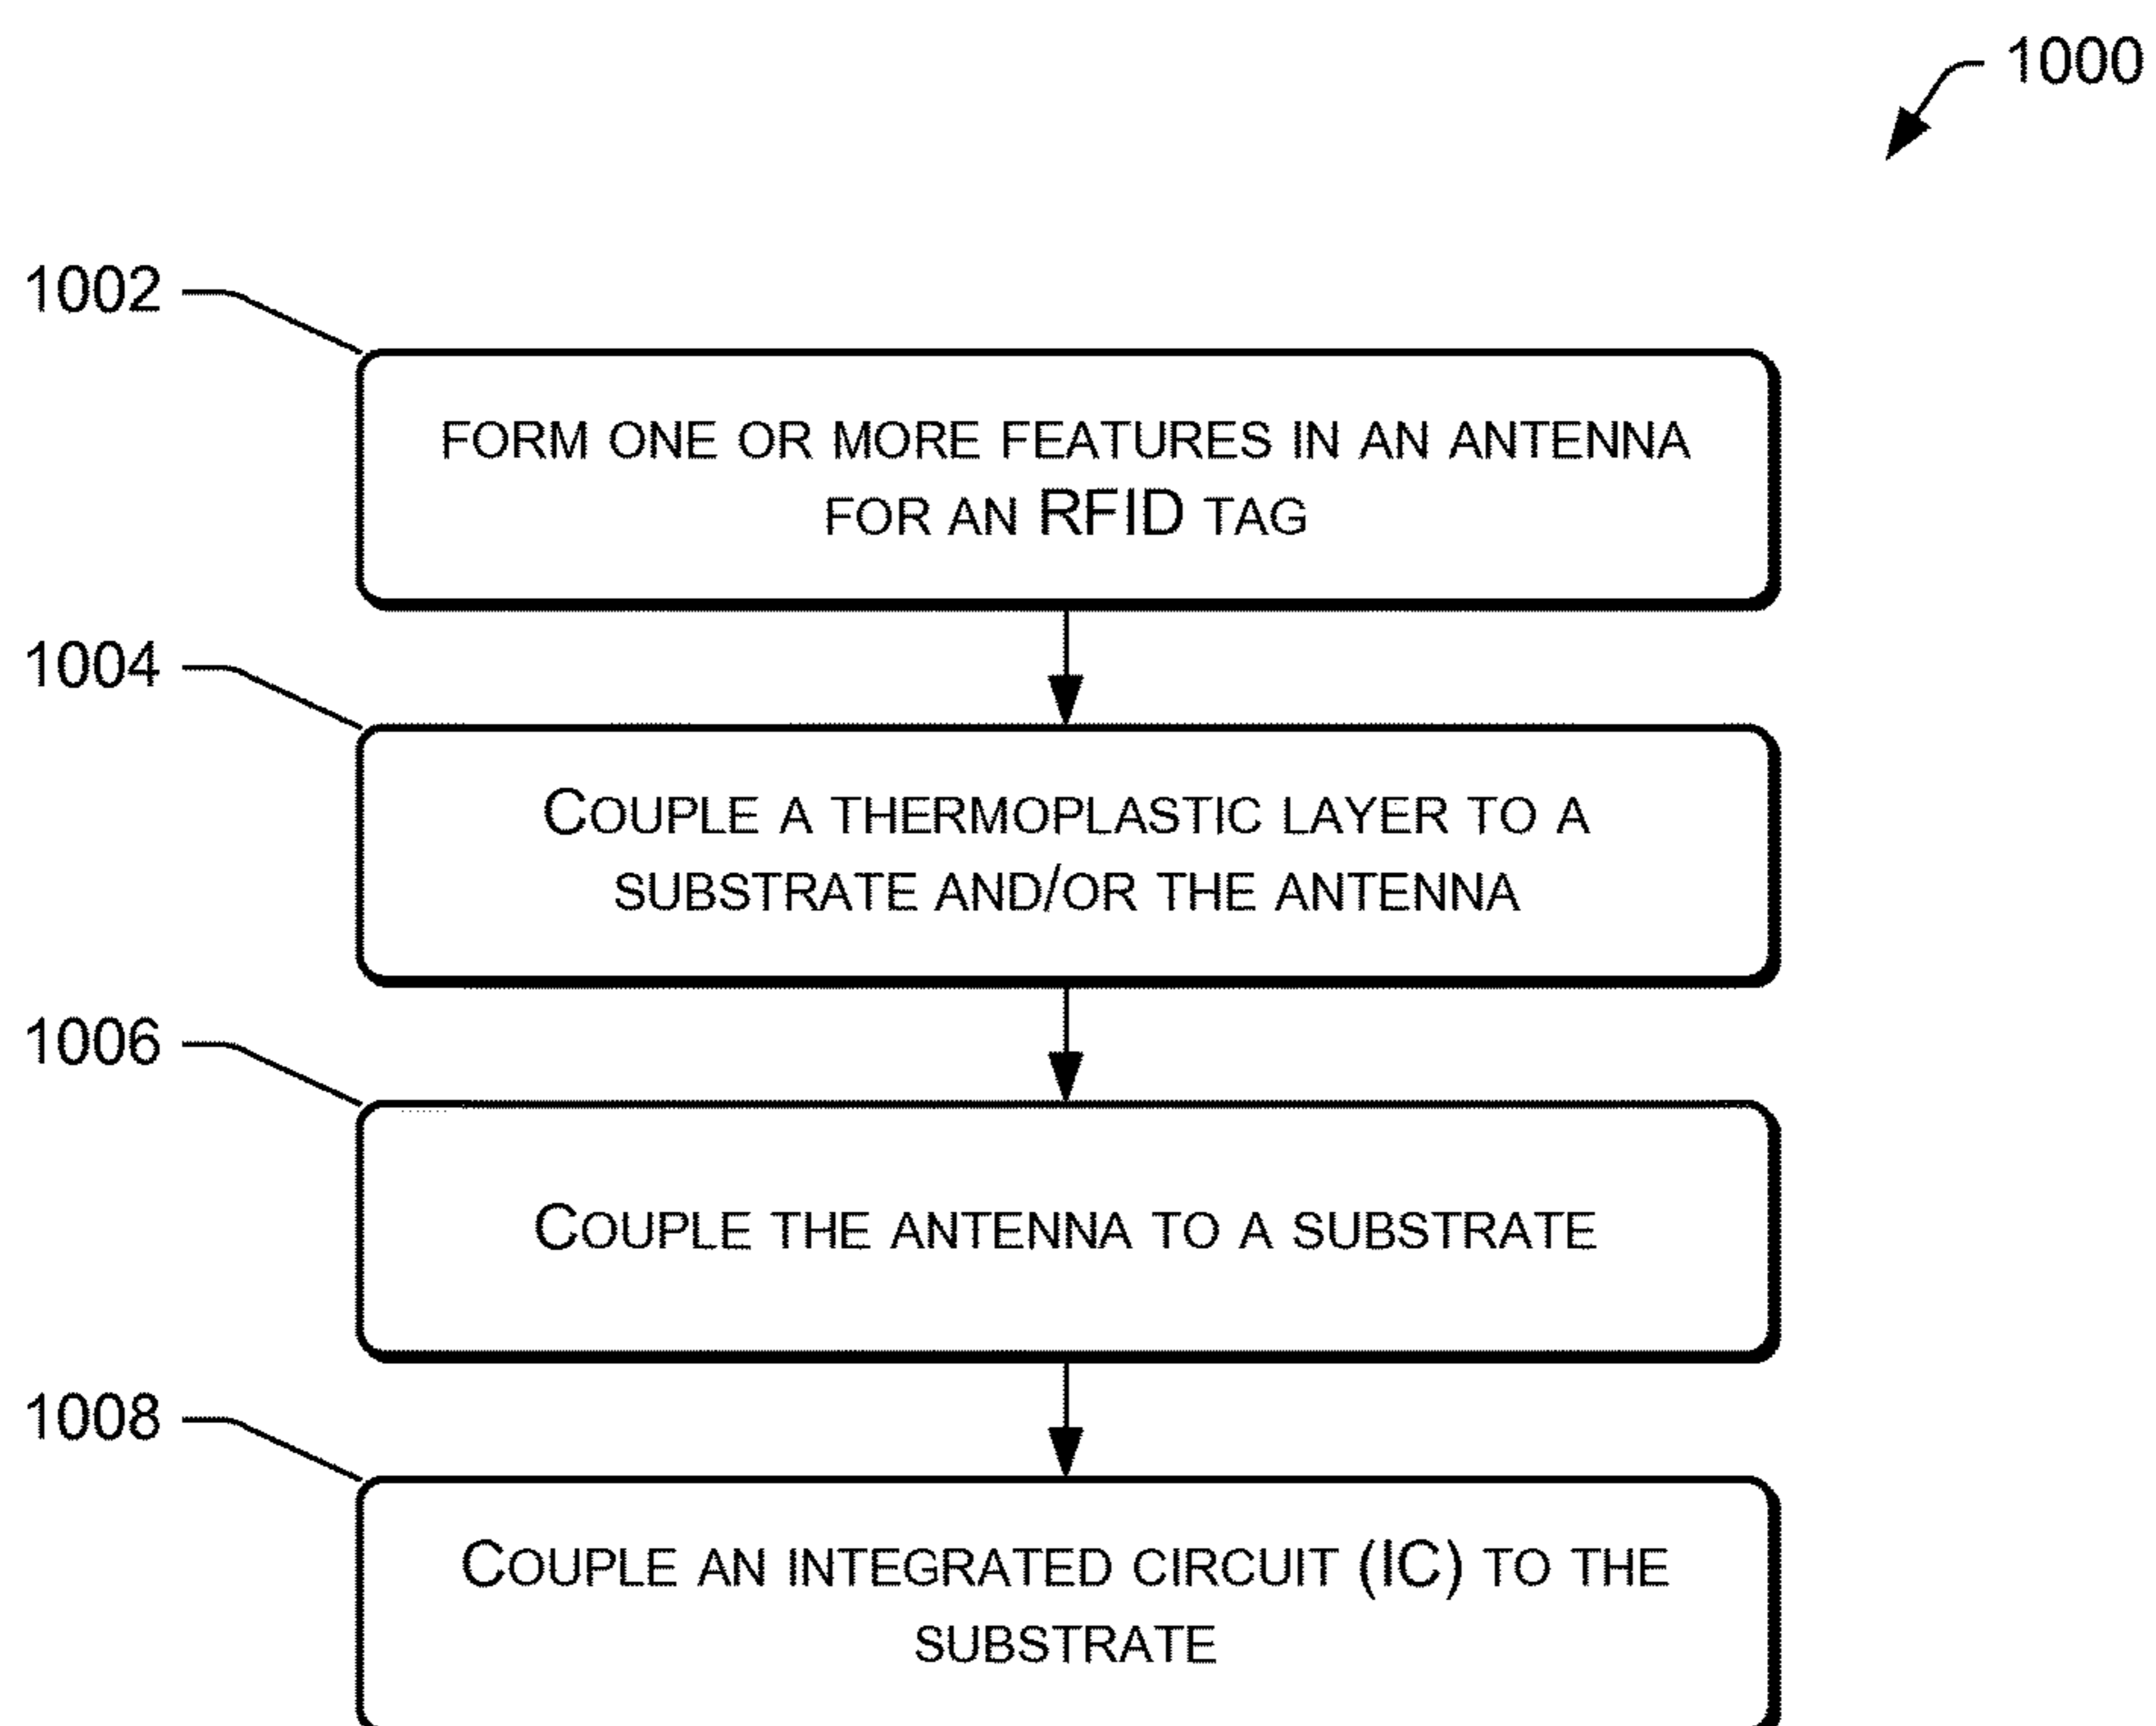 1000
1002
FORM ONE OR MORE FEATURES IN AN ANTENNA
FOR AN RFID TAG
1004
COUPLE A THERMOPLASTIC LAYER TO A
SUBSTRATE AND/OR THE ANTENNA
1006
COUPLE THE ANTENNA TO A SUBSTRATE
1008
COUPLE AN INTEGRATED CIRCUIT (IC) TO THE
SUBSTRATE